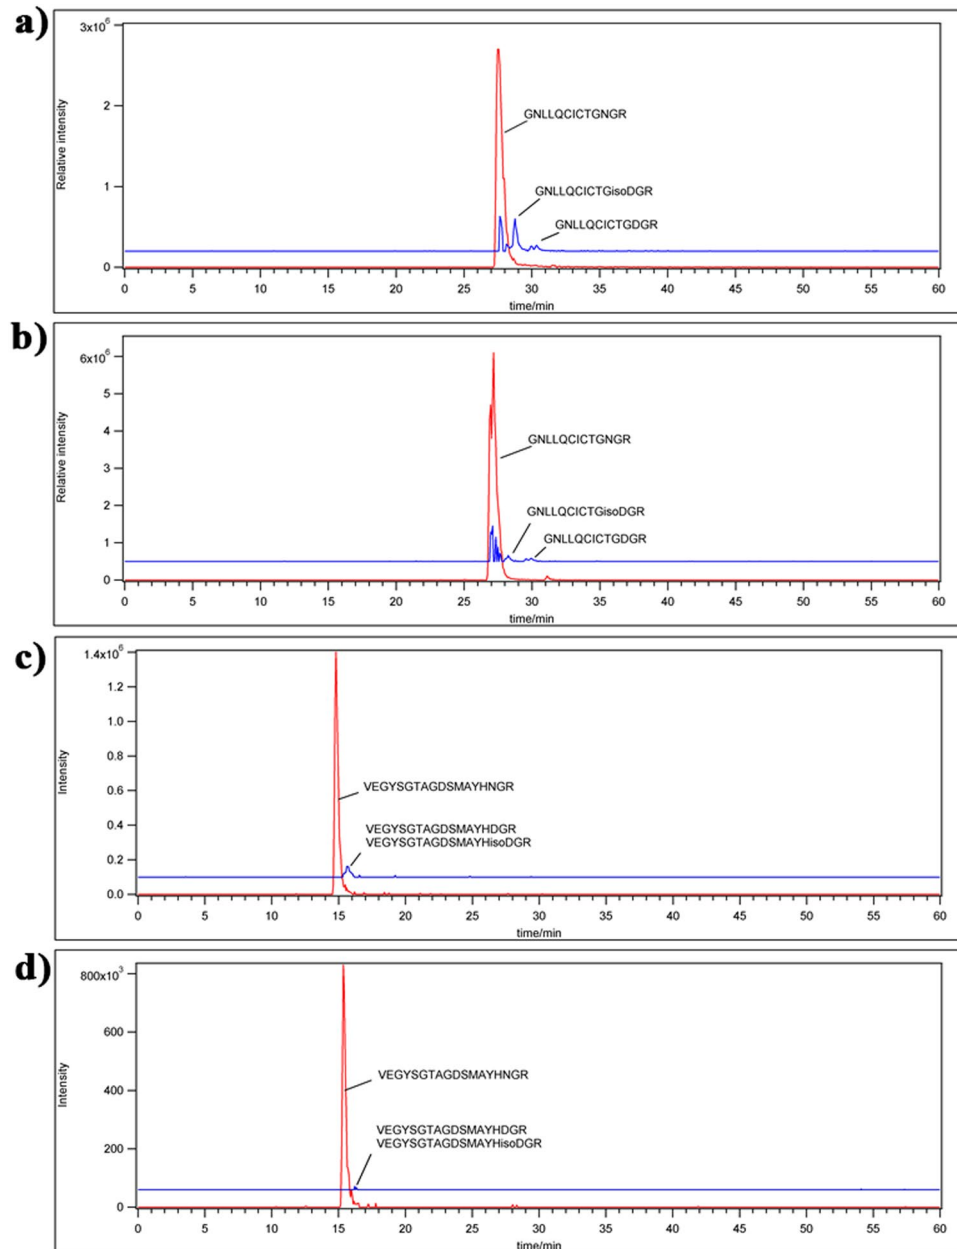 a)
3x10⁶
2
1
0
Relative intensity
GNLLQCICTGNGR
GNLLQCICTGisoDGR
GNLLQCICTGDGR
0 5 10 15 20 25 30 35 40 45 50 55 60
time/min
b)
6x10⁶
5
4
3
2
1
0
Relative intensity
GNLLQCICTGNGR
GNLLQCICTGisoDGR
GNLLQCICTGDGR
0 5 10 15 20 25 30 35 40 45 50 55 60
time/min
c)
1.4x10⁶
1.2
1.0
0.8
0.6
0.4
0.2
0.0
Intensity
VEGYSGTAGDSMAYHNGR
VEGYSGTAGDSMAYHDGR
VEGYSGTAGDSMAYHisoDGR
0 5 10 15 20 25 30 35 40 45 50 55 60
time/min
d)
800x10³
600
400
200
0
Intensity
VEGYSGTAGDSMAYHNGR
VEGYSGTAGDSMAYHDGR
VEGYSGTAGDSMAYHisoDGR
0 5 10 15 20 25 30 35 40 45 50 55 60
time/min